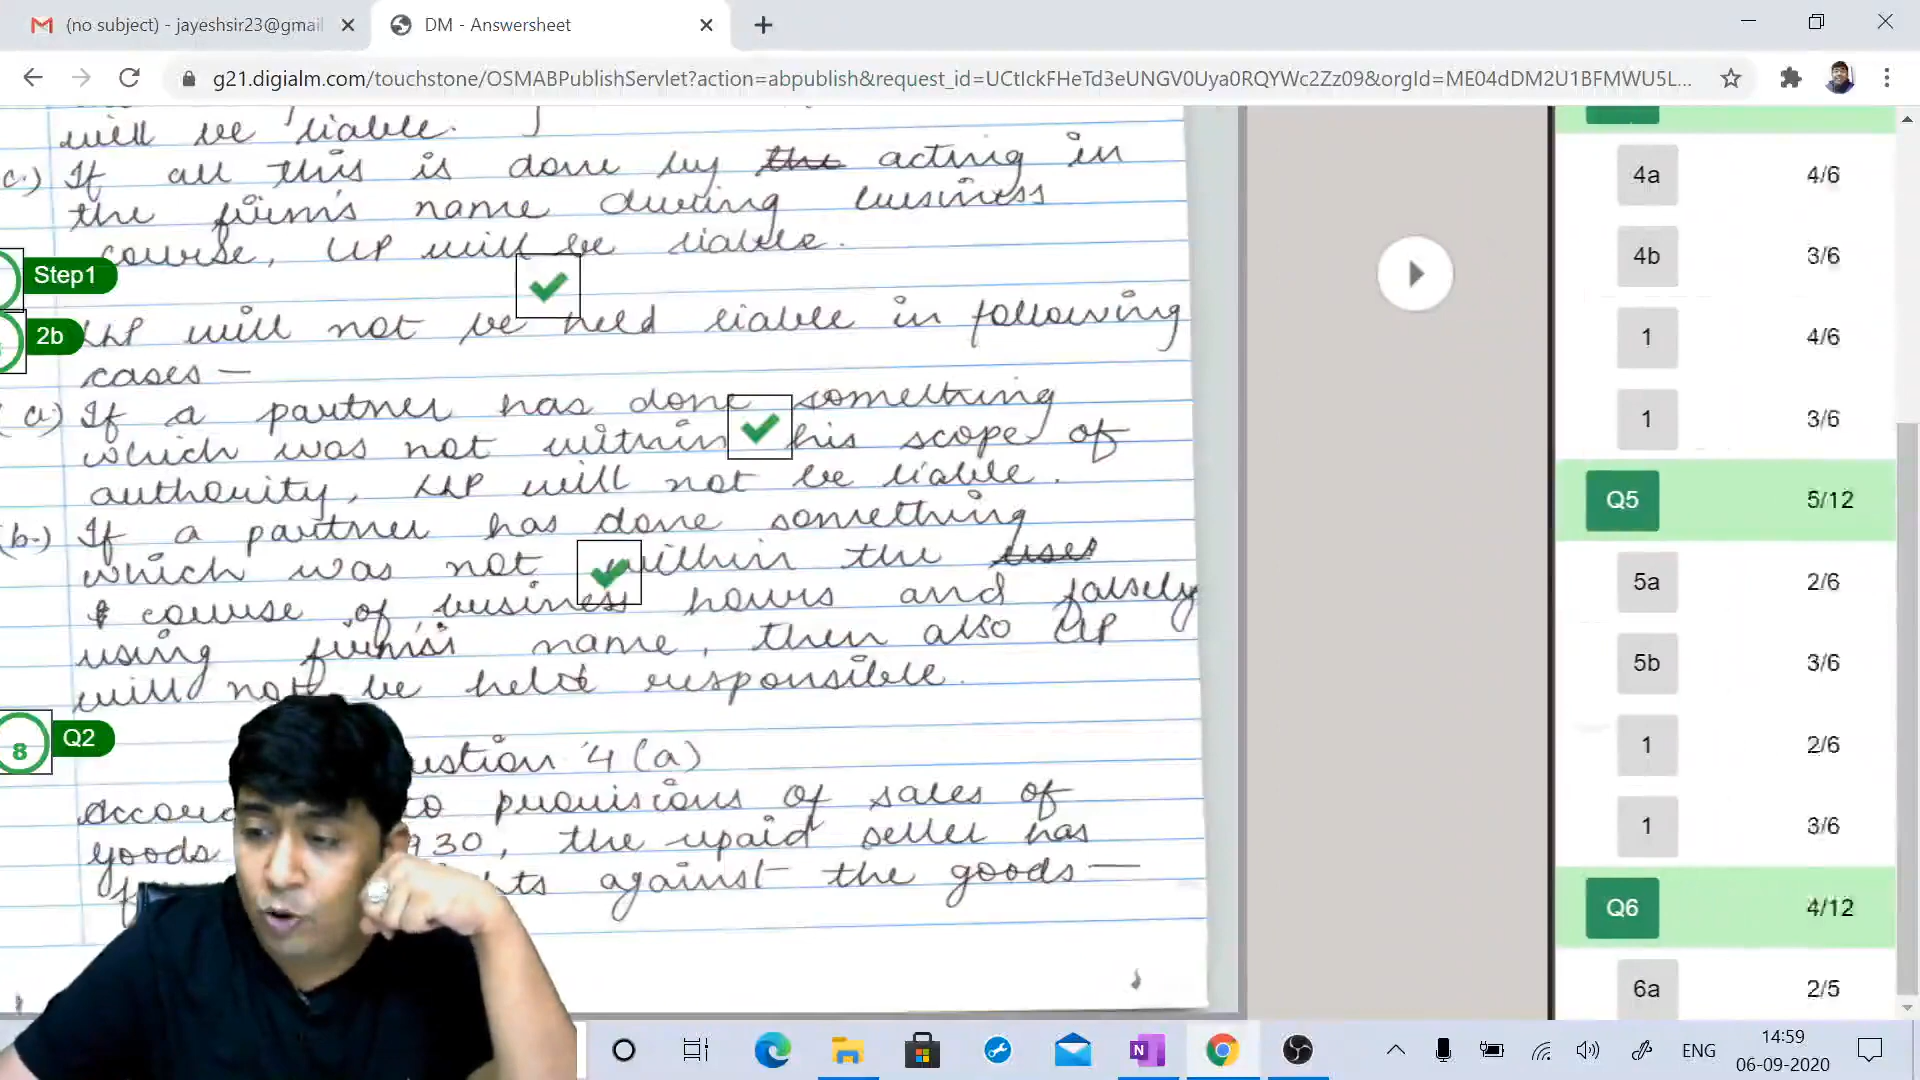 (no subject) - jayeshsir23@gmail
DM - Answersheet
g21.digialm.com/touchstone/OSMABPublishServlet?action=abpublish&request_id=UCtIckFHeTd3eUNGV0Uya0RQYWc2Zz09&orgId=ME04dDM2U1BFMWU5L...
will be liable.
c.) If all this is done by the acting in
the firm's name during business
course, LLP will be liable.
Step1
LLP will not be held liable in following
2b
cases —
(a) If a partner has done something
which was not within his scope of
authority, LLP will not be liable.
(b.) If a partner has done something
which was not within the
course of business hours and falsely
using firm's name, then also LLP
will not be held responsible.
8 Q2
4 (a)
to provisions of sales of
goods 930, the upaid seller has
against the goods —
4a 4/6
4b 3/6
1 4/6
1 3/6
Q5 5/12
5a 2/6
5b 3/6
1 2/6
1 3/6
Q6 4/12
6a 2/5
ENG
14:59
06-09-2020